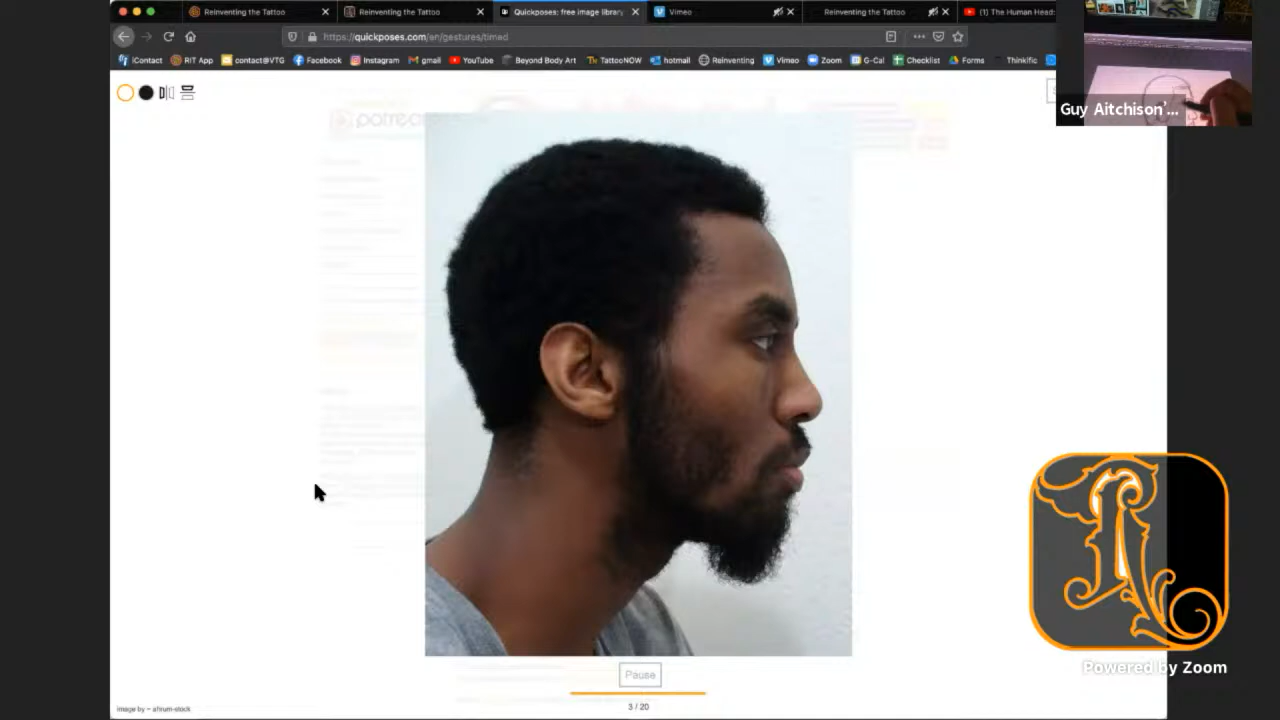 Reinventing the Tattoo
Reinventing the Tattoo
Quickposes: free image library
Vimeo
Reinventing the Tattoo
(1) The Human Head:
https://quickposes.com/en/gestures/timed
iContact
RIT App
contact@VTG
Facebook
Instagram
gmail
YouTube
Beyond Body Art
TattooNOW
hotmail
Reinventing
Vimeo
Zoom
G-Cal
Checklist
Forms
Thinkific
Guy Aitchison'...
Pause
3 / 20
image by ~ ahrum-stock
Powered by Zoom